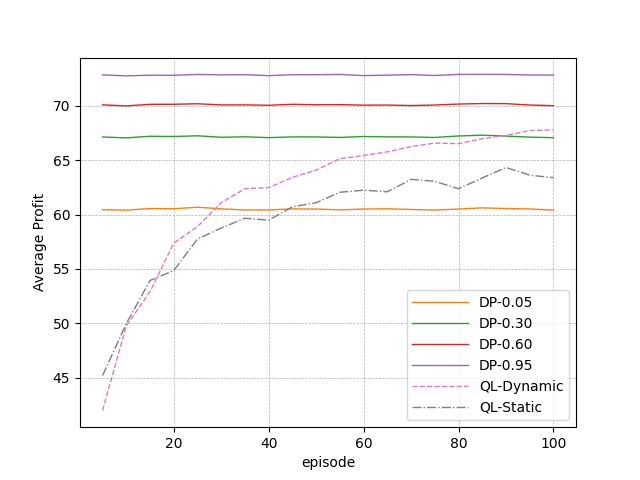 70
65
60
55
50
45
Average Profit
DP-0.05
DP-0.30
DP-0.60
DP-0.95
QL-Dynamic
QL-Static
20 40 60 80 100
episode